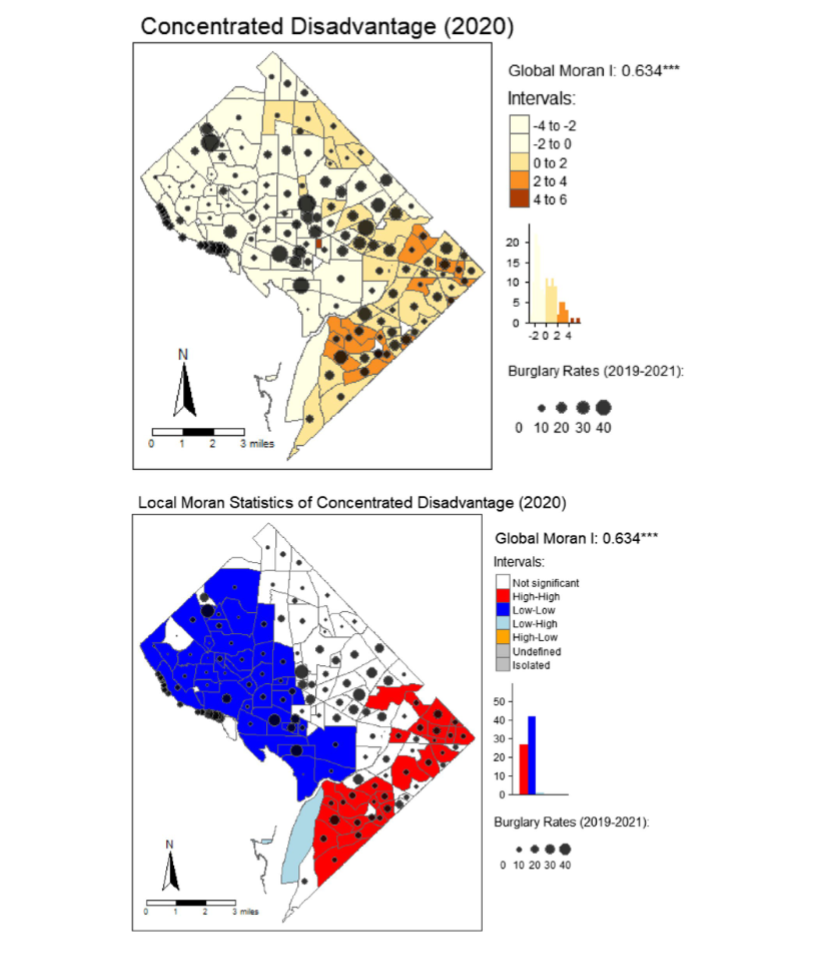 Concentrated Disadvantage (2020)
Global Moran I: 0.634***
Intervals:
-4 to -2
-2 to 0
0 to 2
2 to 4
4 to 6
20
15
10
5
0
-2 0 2 4
Burglary Rates (2019-2021):
0 10 20 30 40
N
0 1 2 3 miles
Local Moran Statistics of Concentrated Disadvantage (2020)
Global Moran I: 0.634***
Intervals:
Not significant
High-High
Low-Low
Low-High
High-Low
Undefined
Isolated
50
40
30
20
10
0
Burglary Rates (2019-2021):
0 10 20 30 40
N
0 1 2 3 miles